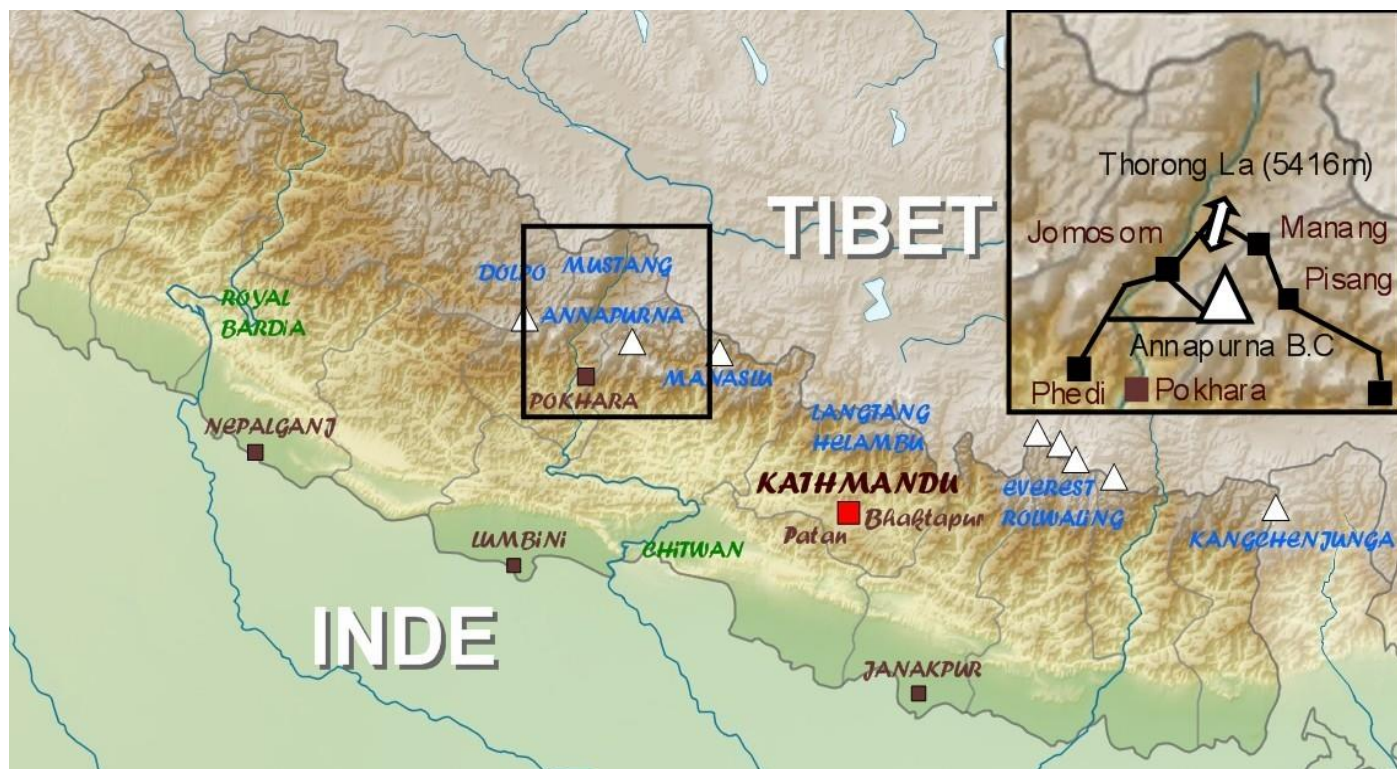 Thorong La (5416m)
Jomosom
Manang
Pisang
Annapurna B.C
Phedi
Pokhara
TIBET
DOLPO
MUSTANG
ROYAL
BARDIA
ANNAPURNA
MANASLU
POKHARA
LANGTANG
HELAMBU
NEPALGANJ
KATHMANDU
EVEREST
ROLWALING
Bhaktapur
Patan
KANGCHENJUNGA
LUMBINI
CHITWAN
INDE
JANAKPUR